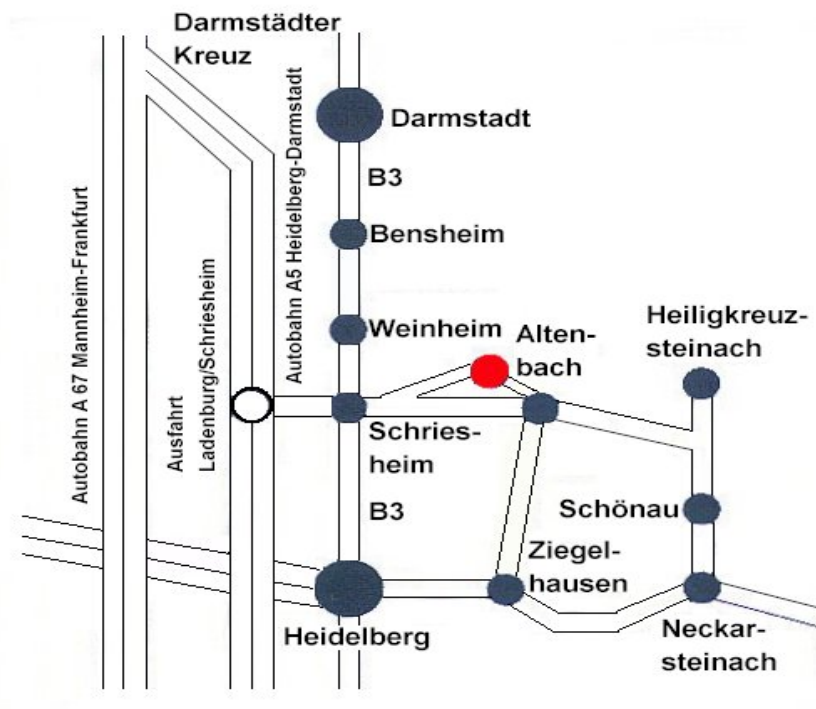 Darmstädter
Kreuz
Darmstadt
B3
Autobahn A5 Heidelberg-Darmstadt
Autobahn A 67 Mannheim-Frankfurt
Bensheim
Weinheim
Alten-
bach
Heiligkreuz-
steinach
Ausfahrt
Ladenburg/Schriesheim
Schries-
heim
B3
Schönau
Ziegel-
hausen
Heidelberg
Neckar-
steinach